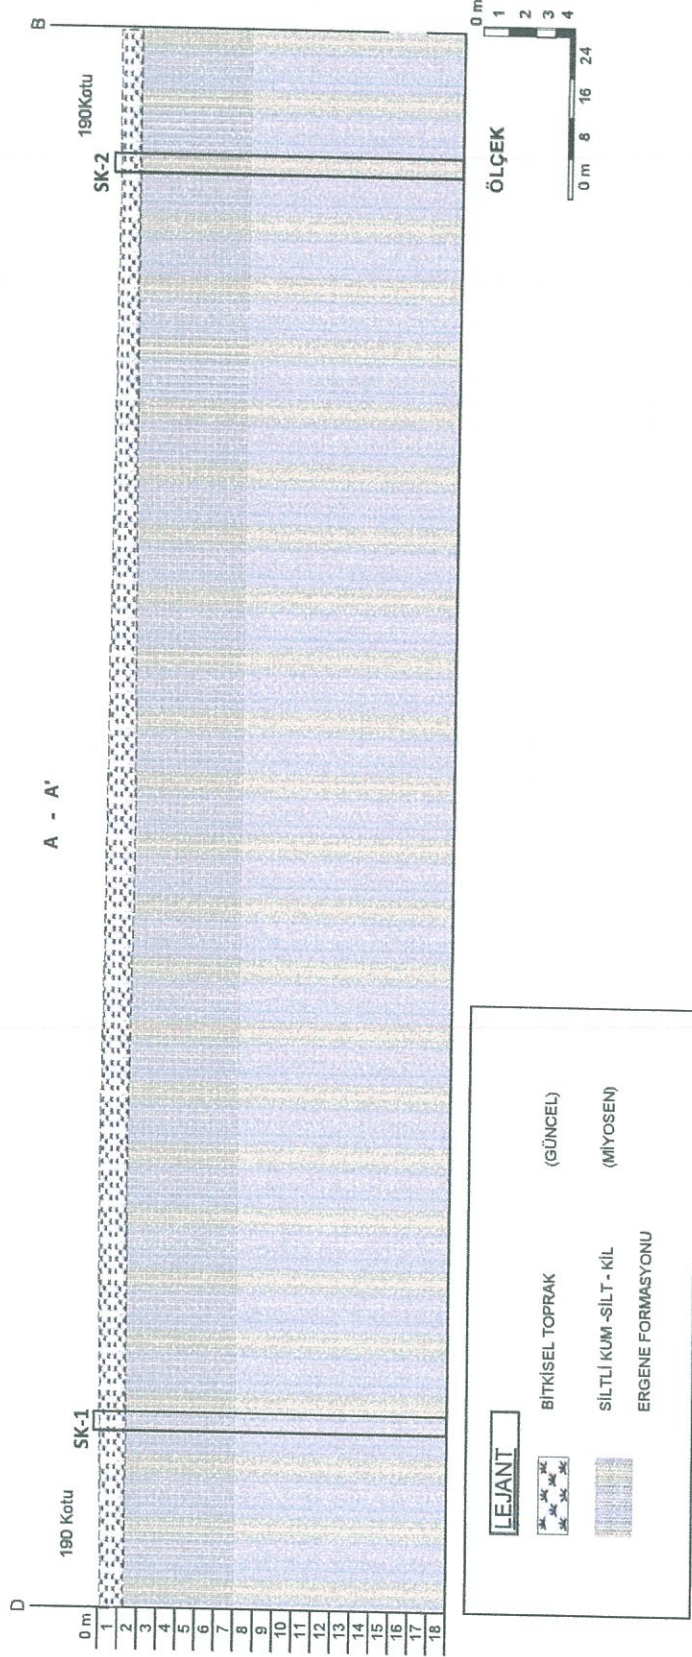 A - A'
D
B
190 Kotu
190Kotu
SK-1
SK-2
0 m
1
2
3
4
5
6
7
8
9
10
11
12
13
14
15
16
17
18
LEJANT
BİTKİSEL TOPRAK (GÜNCEL)
SİLTLİ KUM -SİLT - KİL (MİYOSEN)
ERGENE FORMASYONU
ÖLÇEK
0 m
1
2
3
4
0 m 8 16 24